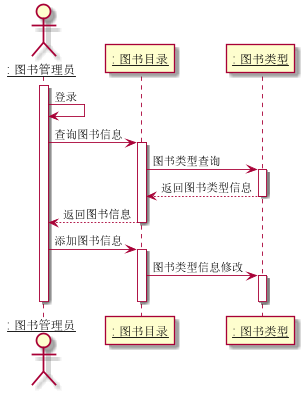 : 图书管理员
: 图书目录
: 图书类型
登录
查询图书信息
图书类型查询
返回图书类型信息
返回图书信息
添加图书信息
图书类型信息修改
: 图书管理员
: 图书目录
: 图书类型